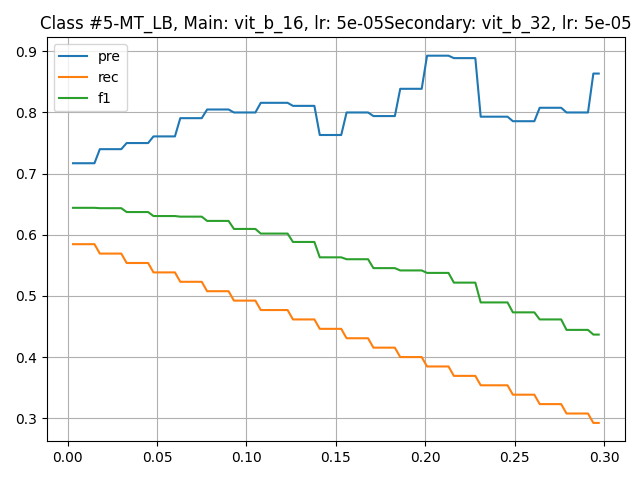 Class #5-MT_LB, Main: vit_b_16, lr: 5e-05Secondary: vit_b_32, lr: 5e-05
pre
rec
f1
0.9
0.8
0.7
0.6
0.5
0.4
0.3
0.00 0.05 0.10 0.15 0.20 0.25 0.30